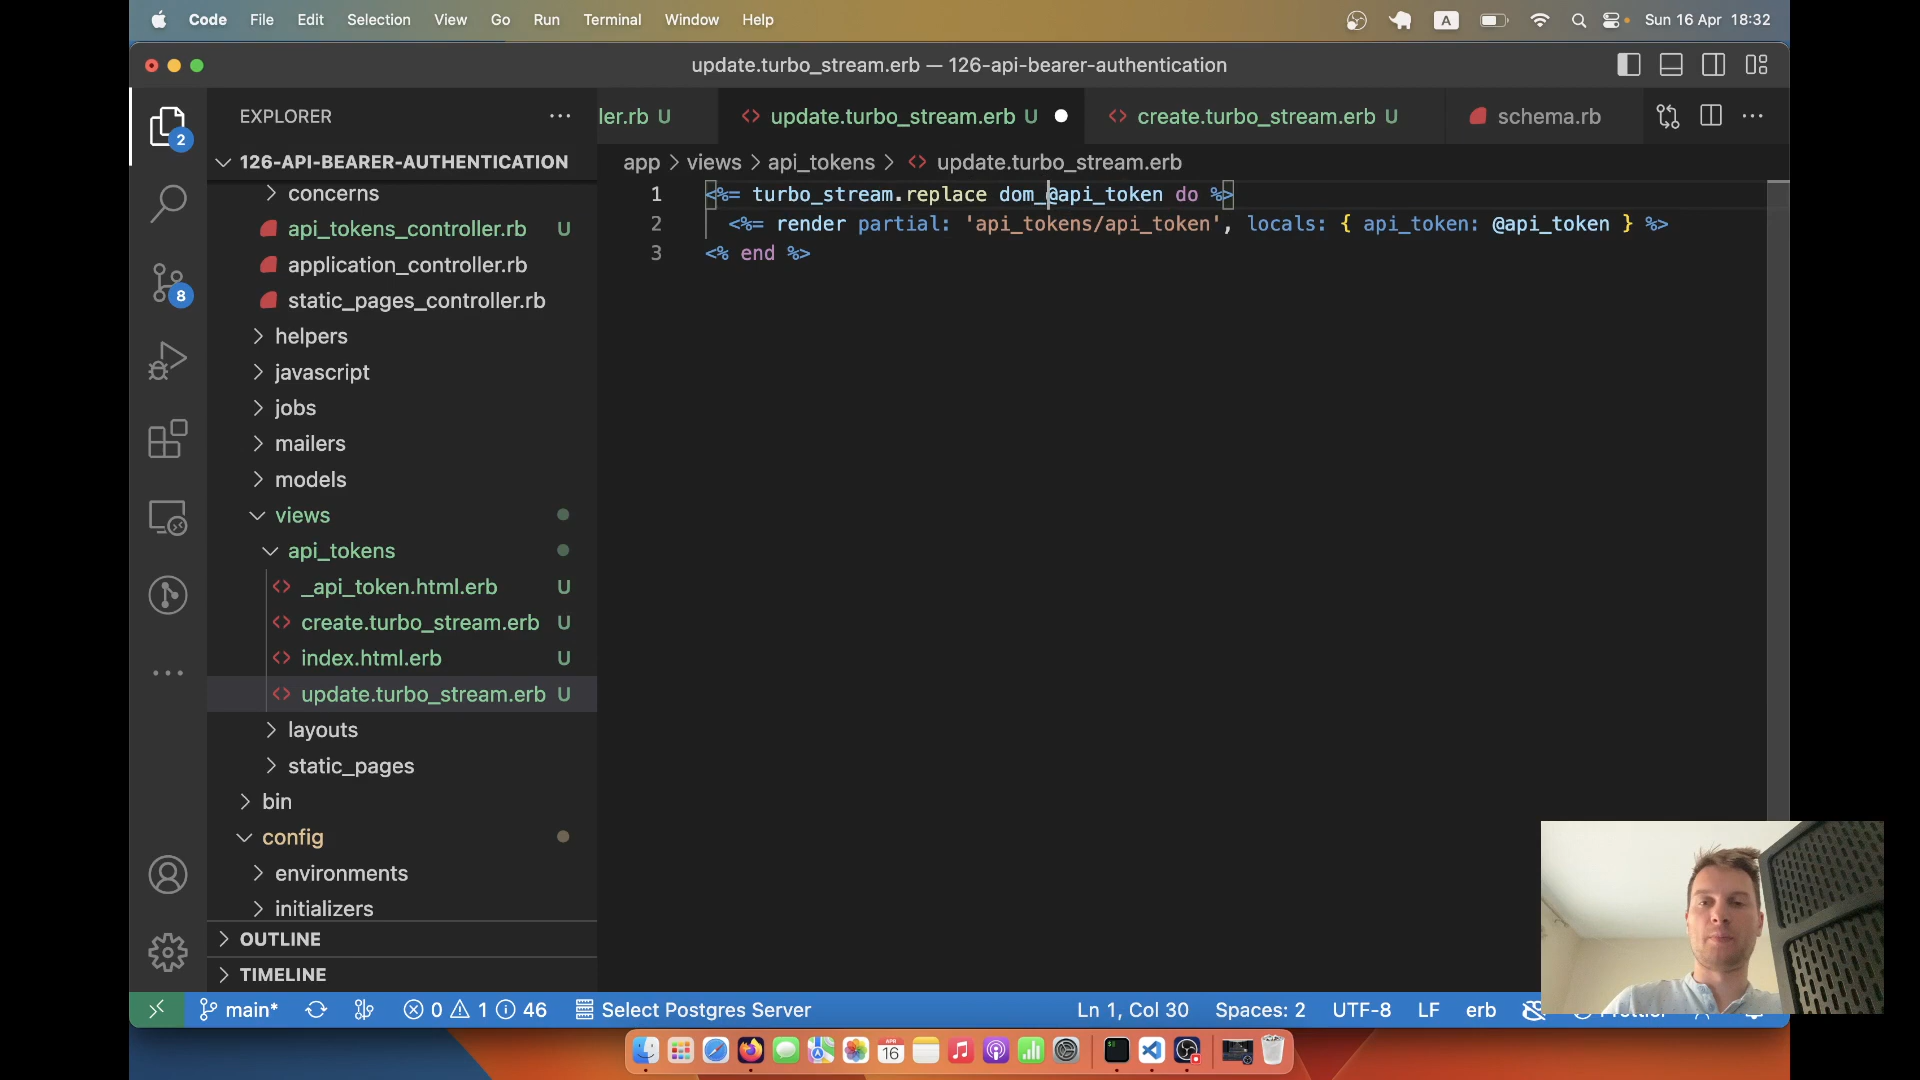 Code File Edit Selection View Go Run Terminal Window Help A Sun 16 Apr 18:32
update.turbo_stream.erb — 126-api-bearer-authentication
EXPLORER ···
ler.rb U
update.turbo_stream.erb U
create.turbo_stream.erb U
schema.rb
app > views > api_tokens > update.turbo_stream.erb
126-API-BEARER-AUTHENTICATION
concerns
api_tokens_controller.rb U
application_controller.rb
static_pages_controller.rb
helpers
javascript
jobs
mailers
models
views
api_tokens
_api_token.html.erb U
create.turbo_stream.erb U
index.html.erb U
update.turbo_stream.erb U
layouts
static_pages
bin
config
environments
initializers
OUTLINE
TIMELINE
2
8
1 <%= turbo_stream.replace dom_@api_token do %>
2 <%= render partial: 'api_tokens/api_token', locals: { api_token: @api_token } %>
3 <% end %>
main* 0 1 46 Select Postgres Server Ln 1, Col 30 Spaces: 2 UTF-8 LF erb
APR
16